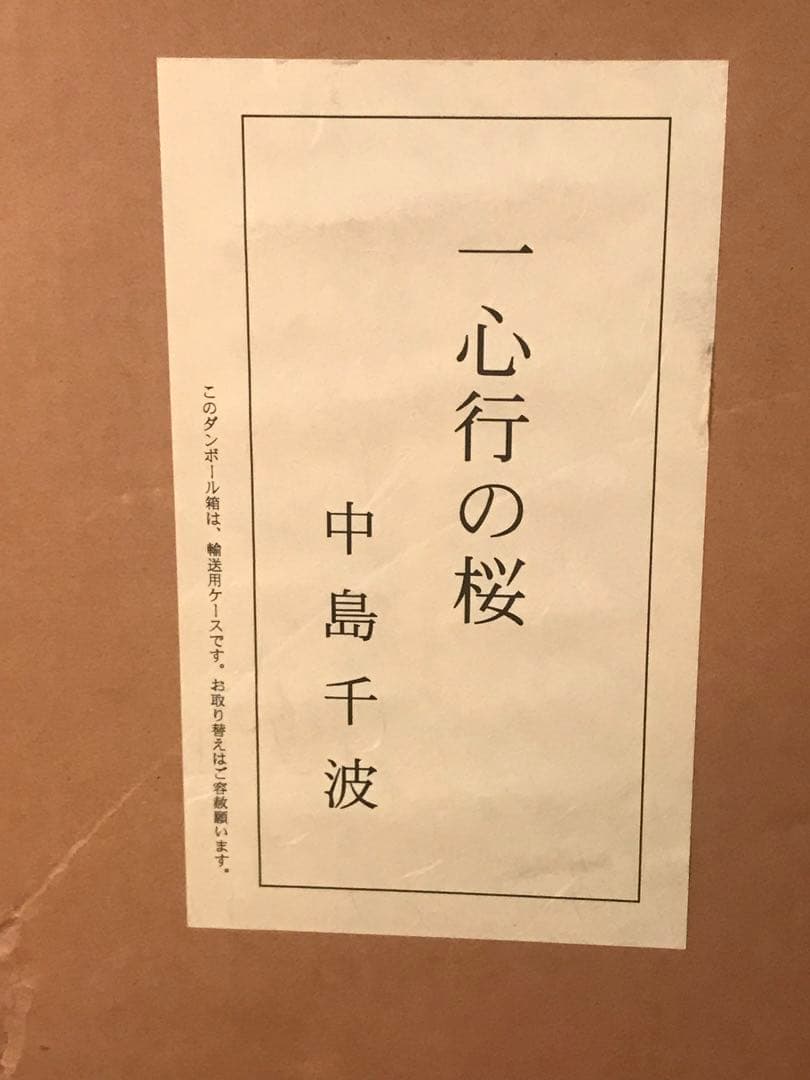 一心行の桜
中島千波
このダンボール箱は、輸送用ケースです。お取り替えはご容赦願います。